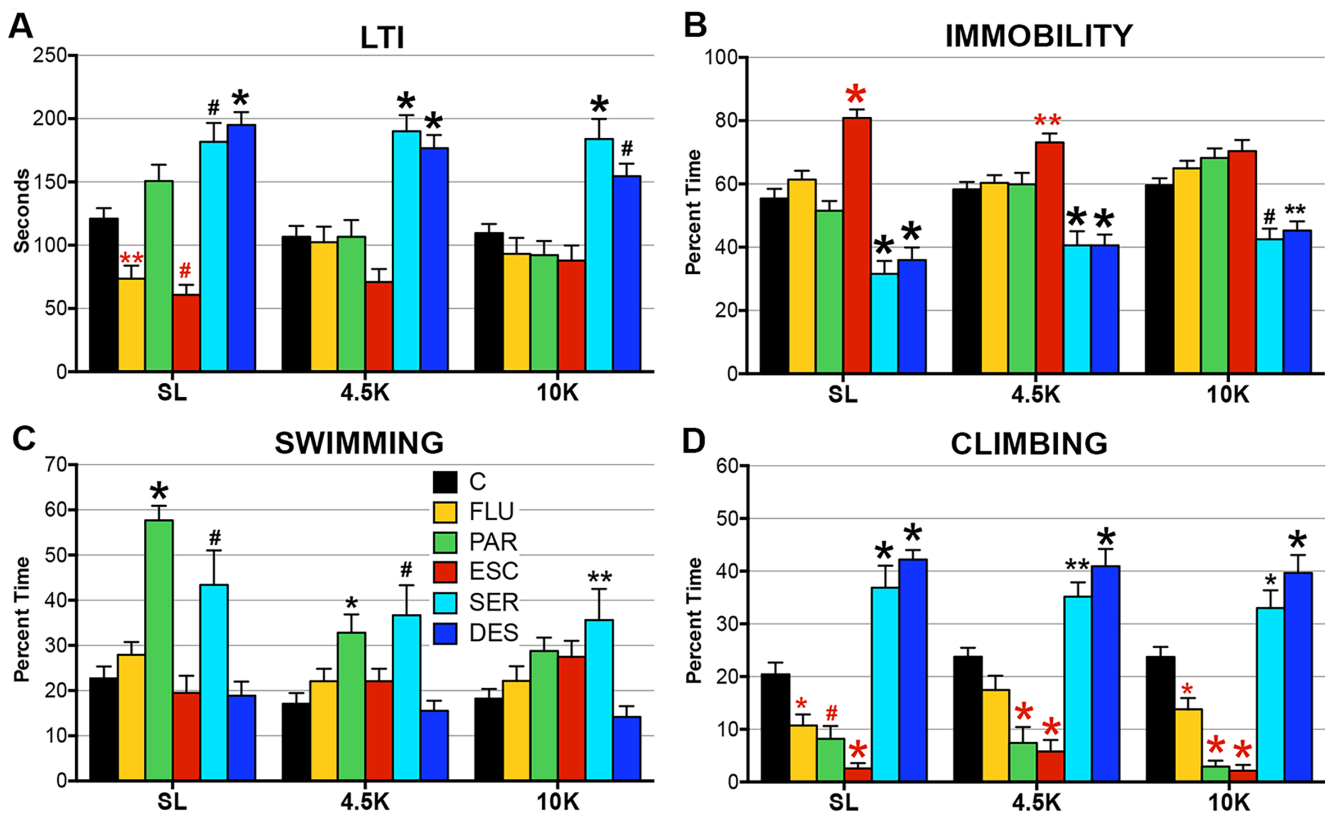 A
LTI
Seconds
250
200
150
100
50
0
**
#
#
*
*
*
*
#
SL
4.5K
10K
B
IMMOBILITY
Percent Time
100
80
60
40
20
0
*
*
*
**
*
*
#
**
SL
4.5K
10K
C
SWIMMING
Percent Time
70
60
50
40
30
20
10
0
*
#
*
#
**
C
FLU
PAR
ESC
SER
DES
SL
4.5K
10K
D
CLIMBING
Percent Time
60
50
40
30
20
10
0
*
#
*
*
*
*
*
**
*
*
*
*
*
*
SL
4.5K
10K